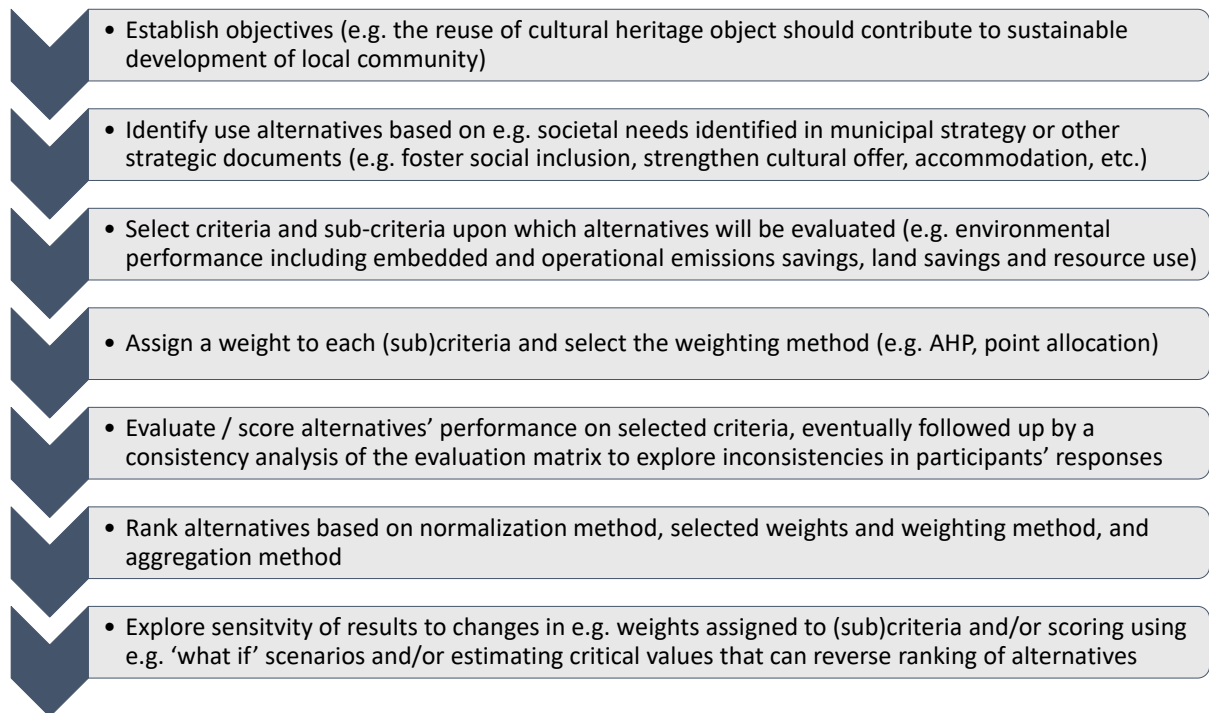 • Establish objectives (e.g. the reuse of cultural heritage object should contribute to sustainable
development of local community)
• Identify use alternatives based on e.g. societal needs identified in municipal strategy or other
strategic documents (e.g. foster social inclusion, strengthen cultural offer, accommodation, etc.)
• Select criteria and sub-criteria upon which alternatives will be evaluated (e.g. environmental
performance including embedded and operational emissions savings, land savings and resource use)
• Assign a weight to each (sub)criteria and select the weighting method (e.g. AHP, point allocation)
• Evaluate / score alternatives’ performance on selected criteria, eventually followed up by a
consistency analysis of the evaluation matrix to explore inconsistencies in participants’ responses
• Rank alternatives based on normalization method, selected weights and weighting method, and
aggregation method
• Explore sensitvity of results to changes in e.g. weights assigned to (sub)criteria and/or scoring using
e.g. ‘what if’ scenarios and/or estimating critical values that can reverse ranking of alternatives